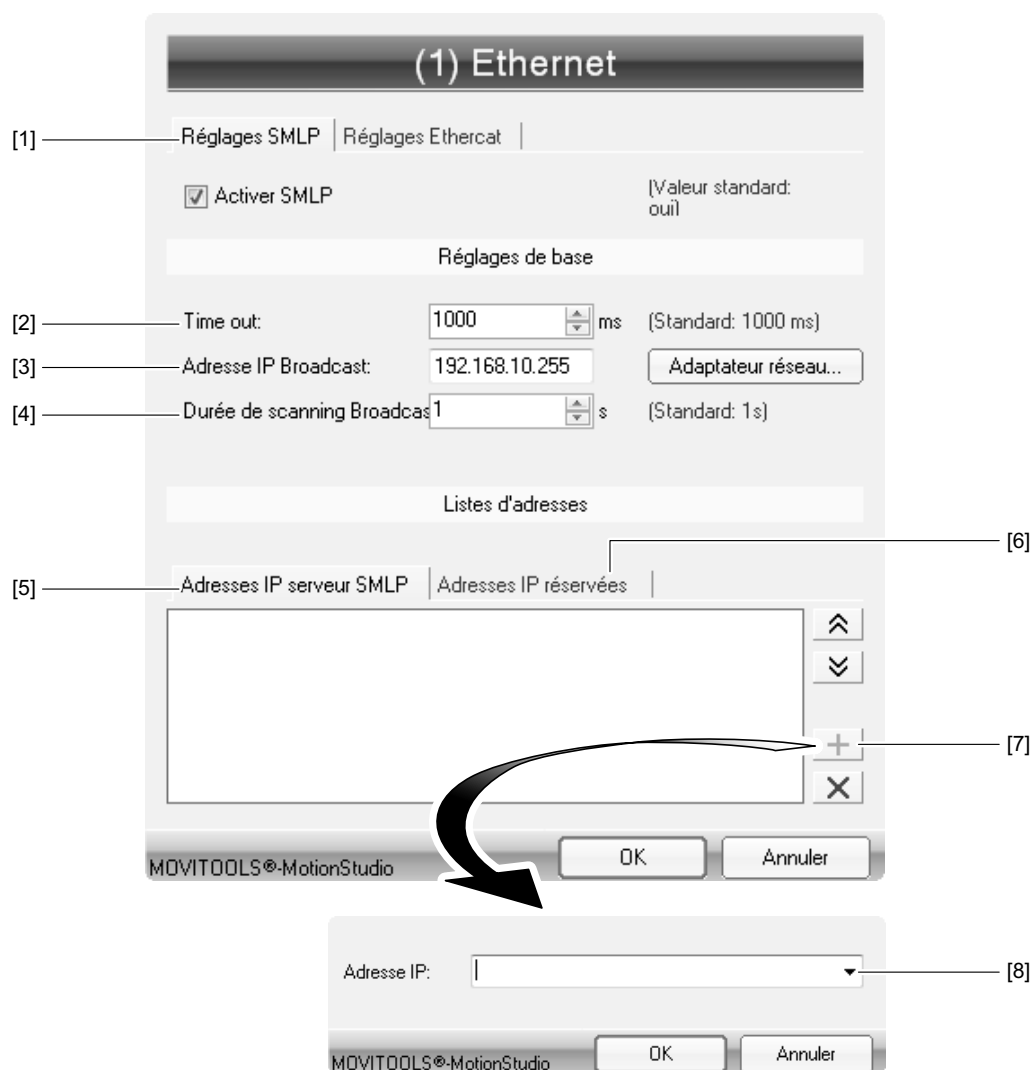 (1) Ethernet
[1] Réglages SMLP Réglages Ethercat
Activer SMLP (Valeur standard:
oui)
Réglages de base
[2] Time out: 1000 ms (Standard: 1000 ms)
[3] Adresse IP Broadcast: 192.168.10.255 Adaptateur réseau...
[4] Durée de scanning Broadcas 1 s (Standard: 1s)
Listes d'adresses
[6]
[5] Adresses IP serveur SMLP Adresses IP réservées
[7]
MOVITOOLS®-MotionStudio OK Annuler
Adresse IP: [8]
MOVITOOLS®-MotionStudio OK Annuler